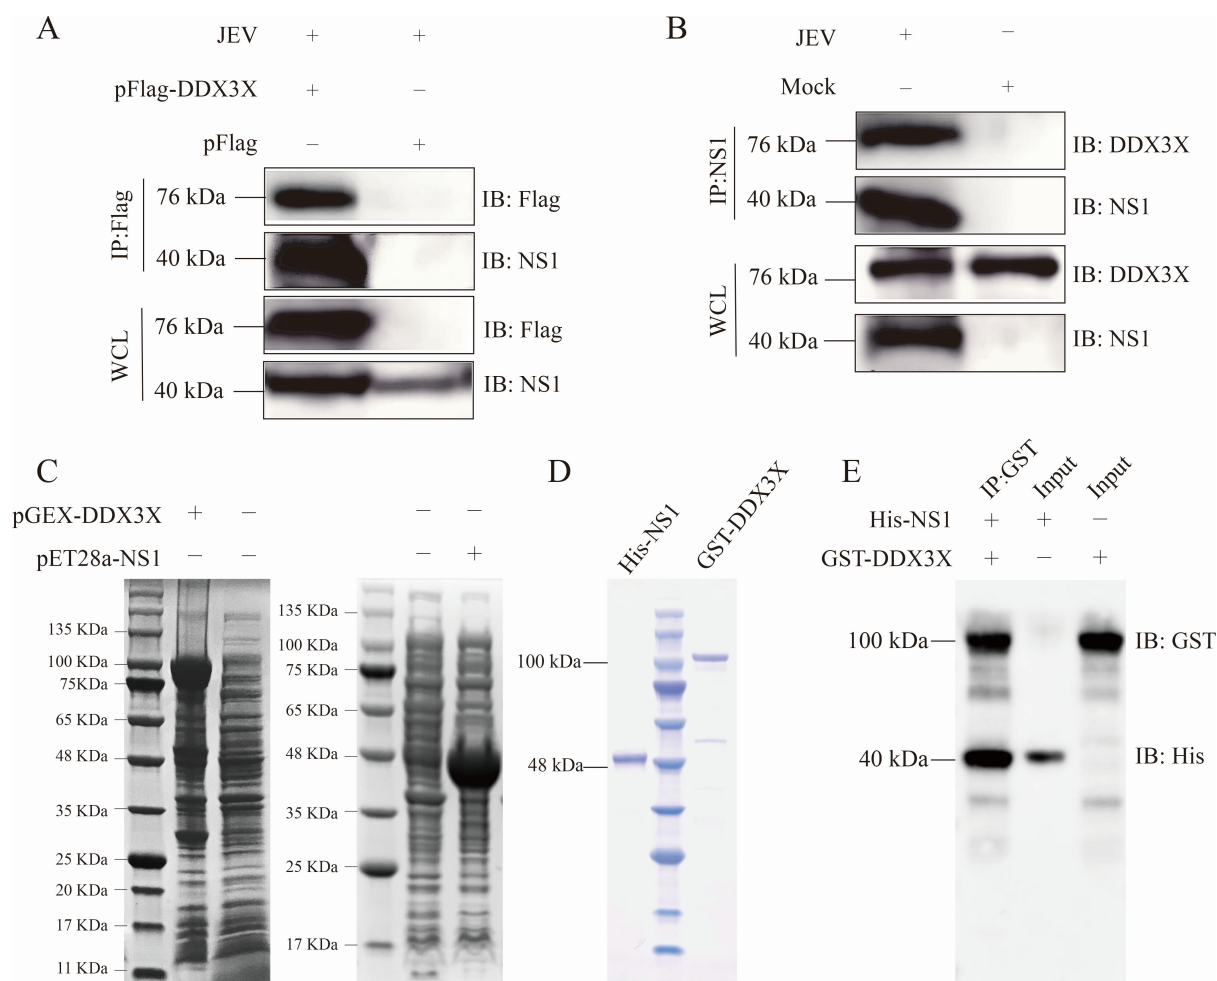 A
JEV + +
pFlag-DDX3X + −
pFlag − +
IP:Flag
76 kDa IB: Flag
40 kDa IB: NS1
WCL
76 kDa IB: Flag
40 kDa IB: NS1
B
JEV + −
Mock − +
IP:NS1
76 kDa IB: DDX3X
40 kDa IB: NS1
WCL
76 kDa IB: DDX3X
40 kDa IB: NS1
C
pGEX-DDX3X + − − −
pET28a-NS1 − − − +
135 KDa
100 KDa
75KDa
65 KDa
48 KDa
35 KDa
25 KDa
20 KDa
17 KDa
11 KDa
135 KDa
100 KDa
75 KDa
65 KDa
48 KDa
35 KDa
25 KDa
17 KDa
D
His-NS1
GST-DDX3X
100 kDa
48 kDa
E
IP:GST
Input
Input
His-NS1 + + −
GST-DDX3X + − +
100 kDa IB: GST
40 kDa IB: His